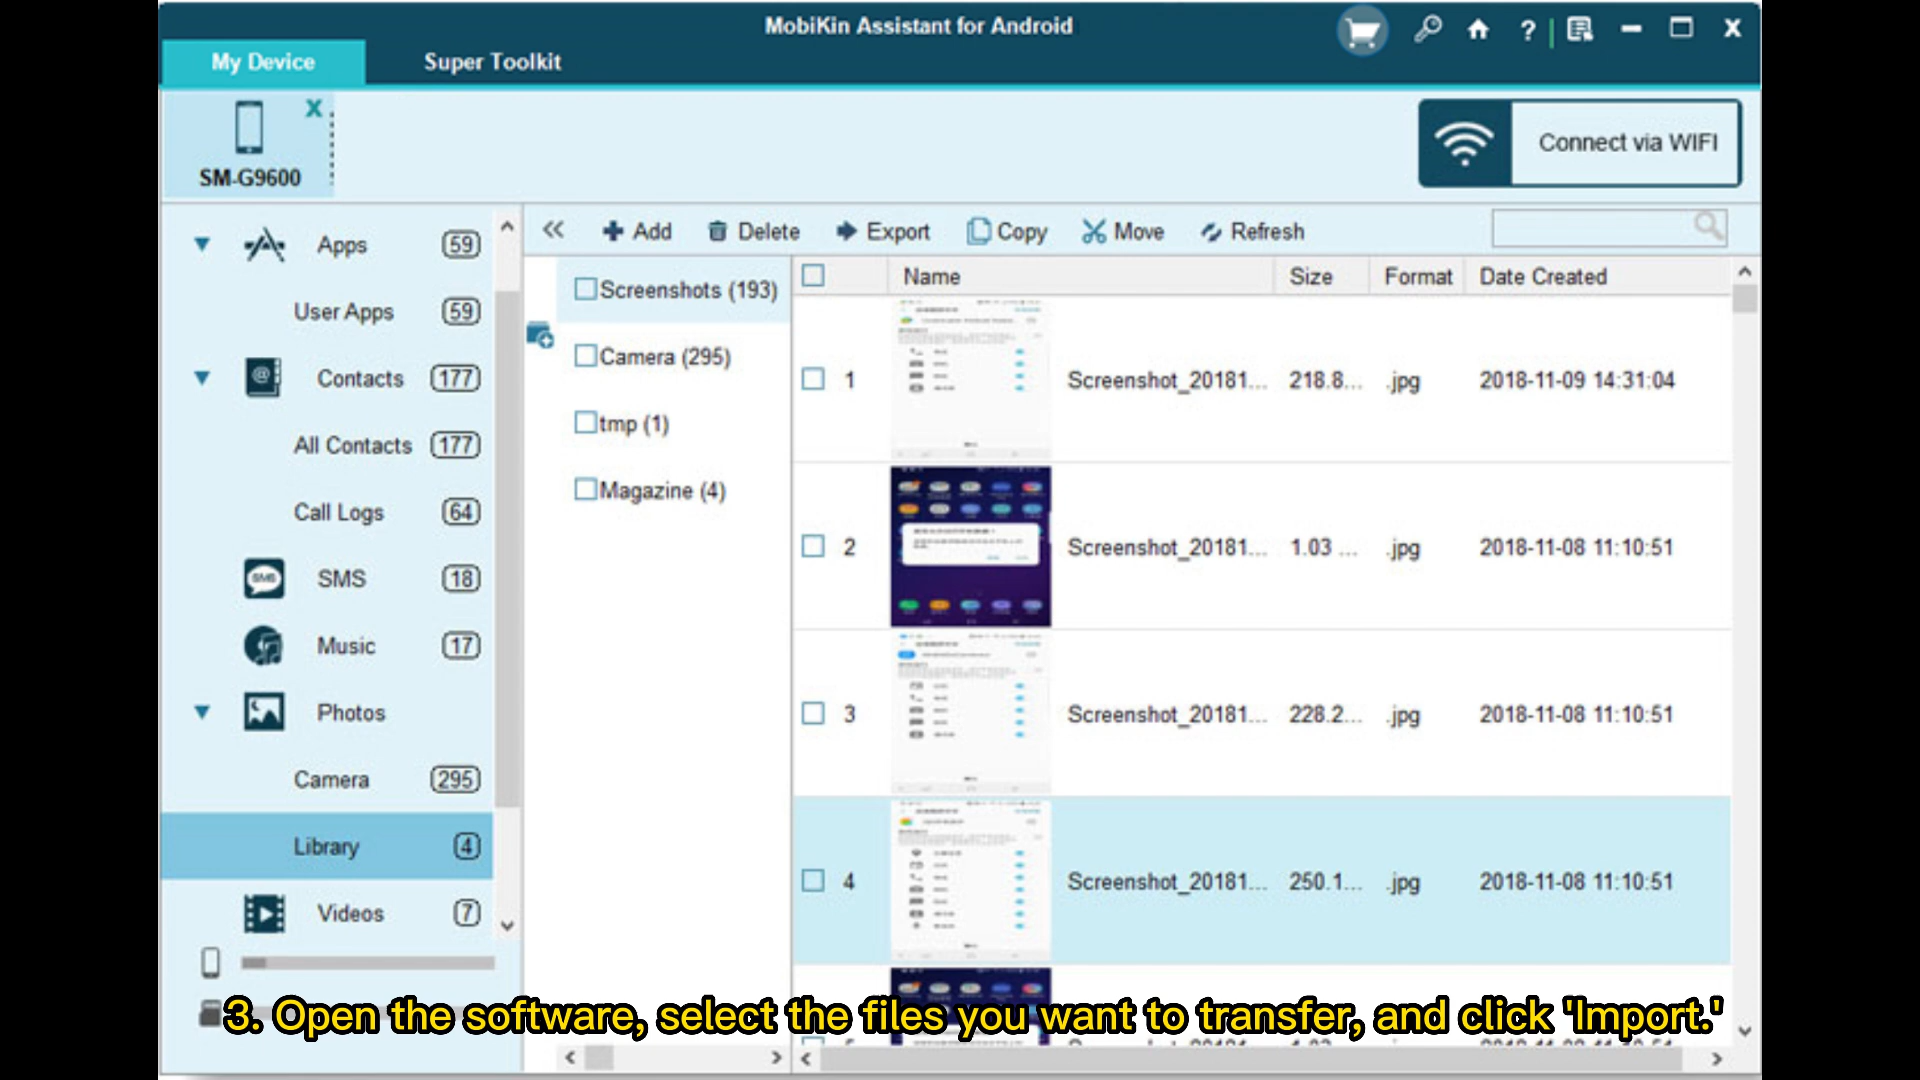 MobiKin Assistant for Android
?
X
My Device
Super Toolkit
X
SM-G9600
Connect via WIFI
Apps 59
User Apps 59
Contacts 177
All Contacts 177
Call Logs 64
SMS 18
Music 17
Photos
Camera 295
Library 4
Videos 7
Add Delete Export Copy Move Refresh
Screenshots (193)
Camera (295)
tmp (1)
Magazine (4)
Name Size Format Date Created
1 Screenshot_20181... 218.8... .jpg 2018-11-09 14:31:04
2 Screenshot_20181... 1.03 ... .jpg 2018-11-08 11:10:51
3 Screenshot_20181... 228.2... .jpg 2018-11-08 11:10:51
4 Screenshot_20181... 250.1... .jpg 2018-11-08 11:10:51
3. Open the software, select the files you want to transfer, and click 'Import.'